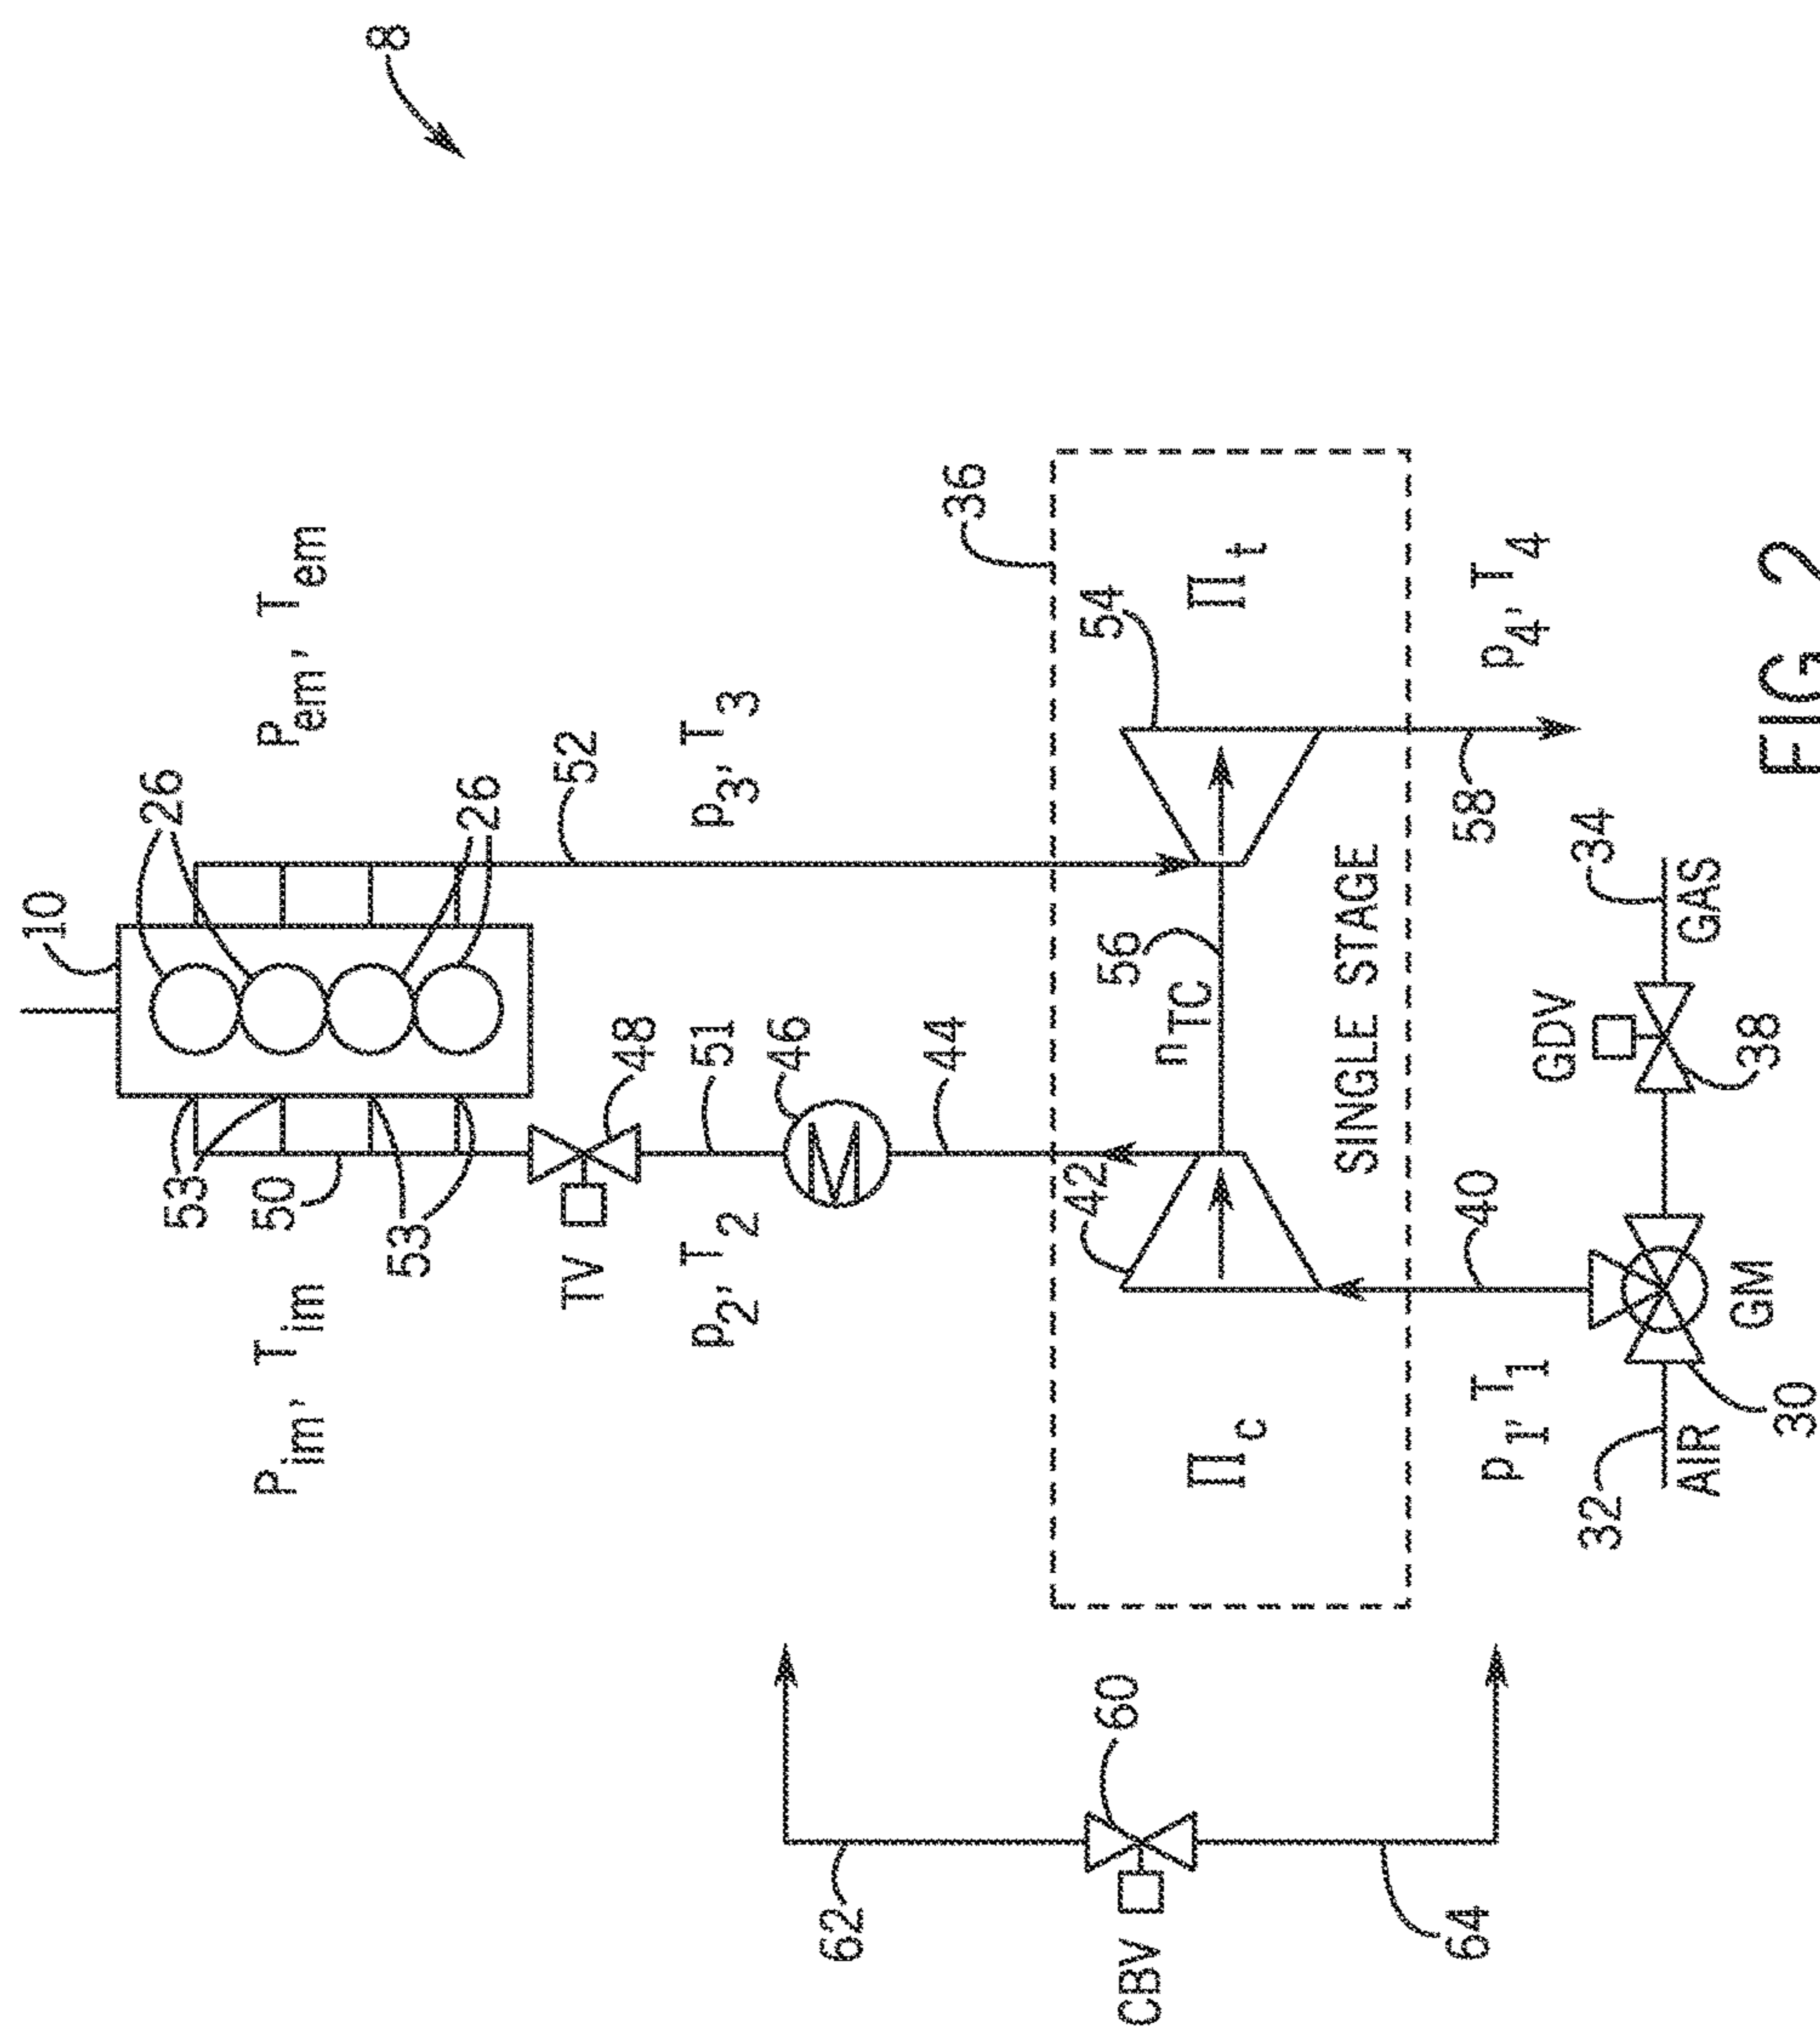 8
10
26
26
P_em, T_em
53
50
53
P_im, T_im
TV
48
51
46
44
p_2, T_2
52
p_3, T_3
36
54
Π_t
56
n_TC
42
Π_c
SINGLE STAGE
40
p_1, T_1
58
p_4, T_4
34
GAS
GDV
38
GM
30
32
AIR
62
60
CBV
64
FIG 2